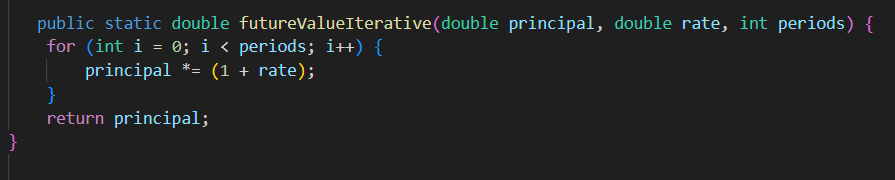 public static double futureValueIterative(double principal, double rate, int periods) {
for (int i = 0; i < periods; i++) {
principal *= (1 + rate);
}
return principal;
}